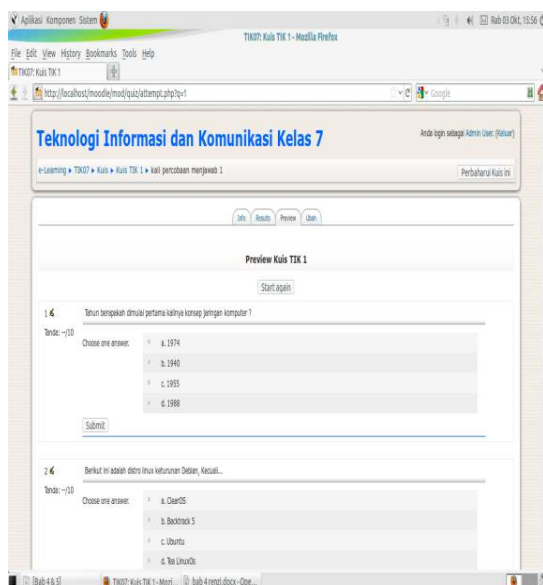 Aplikasi Komponen Sistem
Rab 03 Okt, 15:56
TIK07: Kuis TIK 1 - Mozilla Firefox
File Edit View History Bookmarks Tools Help
TIK07: Kuis TIK 1
http://localhost/moodle/mod/quiz/attempt.php?q=1
Google
Teknologi Informasi dan Komunikasi Kelas 7
Anda login sebagai Admin User. (Keluar)
e-Learning ► TIK07 ► Kuis ► Kuis TIK 1 ► kali percobaan menjawab 1
Perbaharui Kuis ini
Info Results Preview Ubah
Preview Kuis TIK 1
Start again
1
Tahun berapakah dimulai pertama kalinya konsep jaringan komputer ?
Tanda: --/10
Choose one answer.
a. 1974
b. 1940
c. 1955
d. 1988
Submit
2
Berikut ini adalah distro linux keturunan Debian, Kecuali...
Tanda: --/10
Choose one answer.
a. ClearOS
b. Backtrack 5
c. Ubuntu
d. Tea LinuxOs
[Bab 4 & 5]
TIK07: Kuis TIK 1 - Mozi...
bab 4 renzi.docx - Ope...